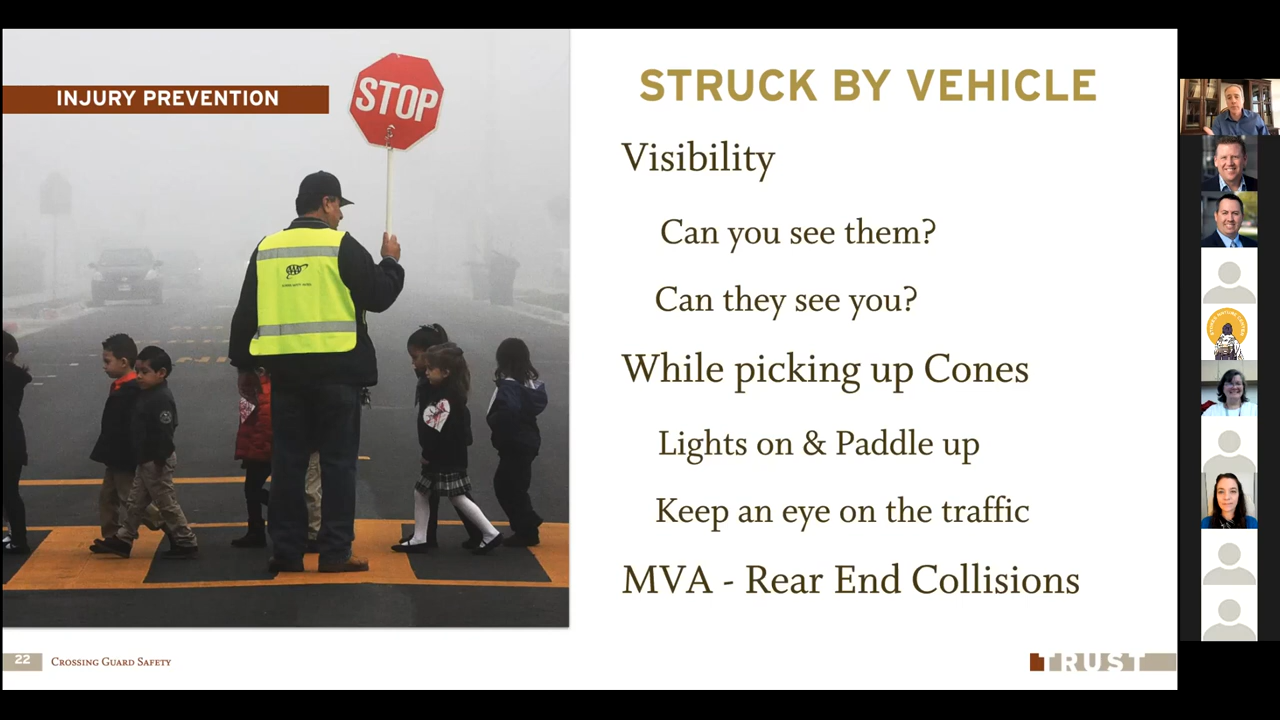 INJURY PREVENTION
STOP
STRUCK BY VEHICLE
Visibility
Can you see them?
Can they see you?
While picking up Cones
Lights on & Paddle up
Keep an eye on the traffic
MVA - Rear End Collisions
22
Crossing Guard Safety
TRUST